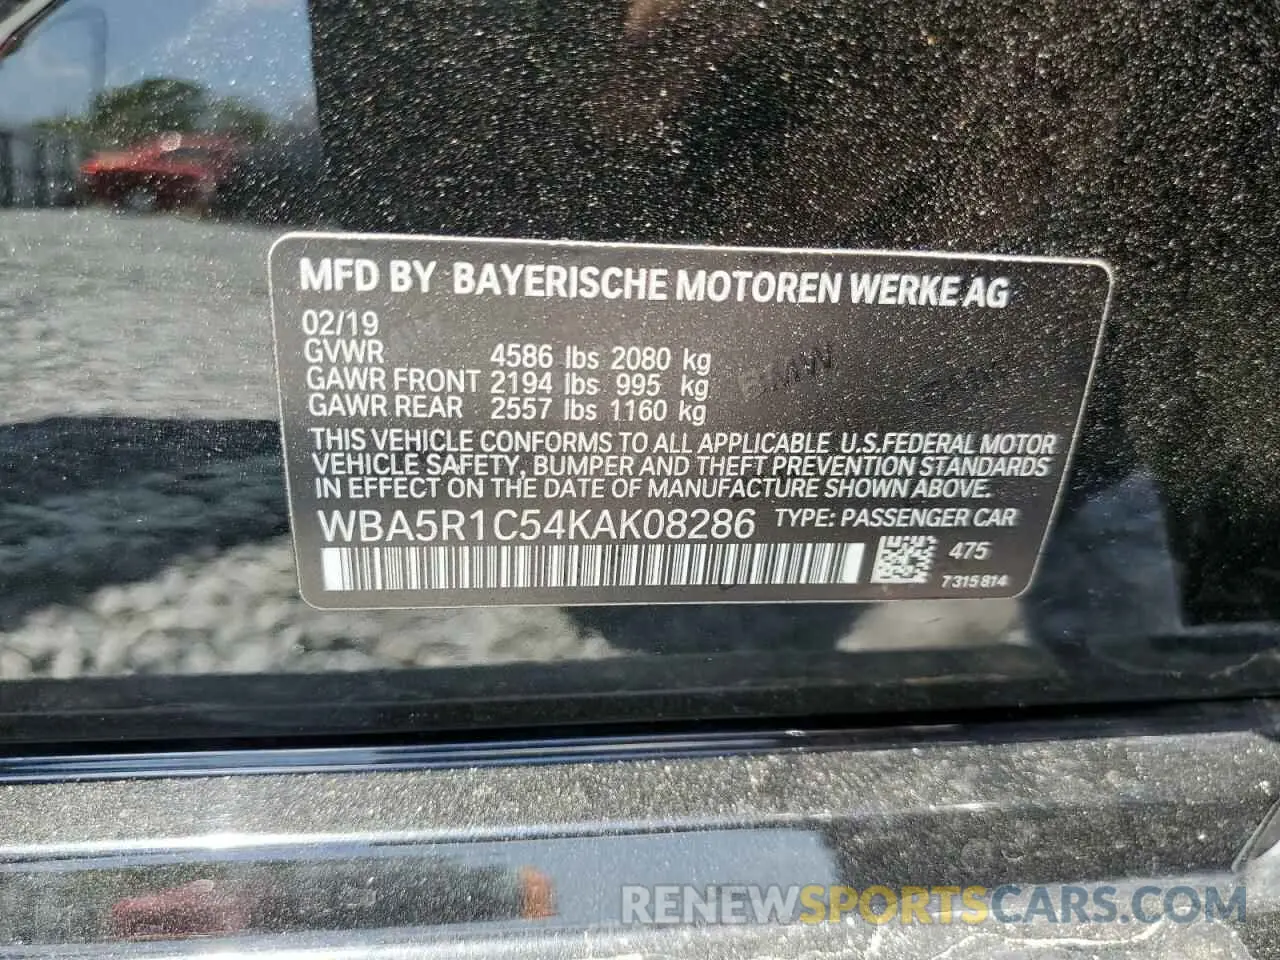 MFD BY BAYERISCHE MOTOREN WERKE AG
02/19
GVWR 4586 lbs 2080 kg
GAWR FRONT 2194 lbs 995 kg
GAWR REAR 2557 lbs 1160 kg
THIS VEHICLE CONFORMS TO ALL APPLICABLE U.S.FEDERAL MOTOR
VEHICLE SAFETY, BUMPER AND THEFT PREVENTION STANDARDS
IN EFFECT ON THE DATE OF MANUFACTURE SHOWN ABOVE.
WBA5R1C54KAK08286 TYPE: PASSENGER CAR
475
7315814
RENEWSPORTSCARS.COM